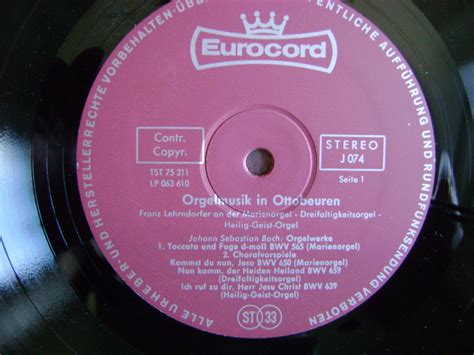 ALLE URHEBER- UND HERSTELLERRECHTE VORBEHALTEN - ÜBE
ENTLICHE AUFFÜHRUNG UND RUNDFUNKSENDUNG VERBOTEN
Eurocord
Contr.
Copyr.
TST 75 211
LP 063 610
STEREO
J 074
Seite 1
Orgelmusik in Ottobeuren
Franz Lehrndorfer an der Marienorgel - Dreifaltigkeitsorgel -
Heilig-Geist-Orgel
Johann Sebastian Bach: Orgelwerke
1. Toccata und Fuge d-moll BWV 565 (Marienorgel)
2. Choralvorspiele
Kommst du nun, Jesu BWV 650 (Marienorgel)
Nun komm, der Heiden Heiland BWV 659
(Dreifaltigkeitsorgel)
Ich ruf zu dir, Herr Jesu Christ BWV 639
(Heilig-Geist-Orgel)
ST 33